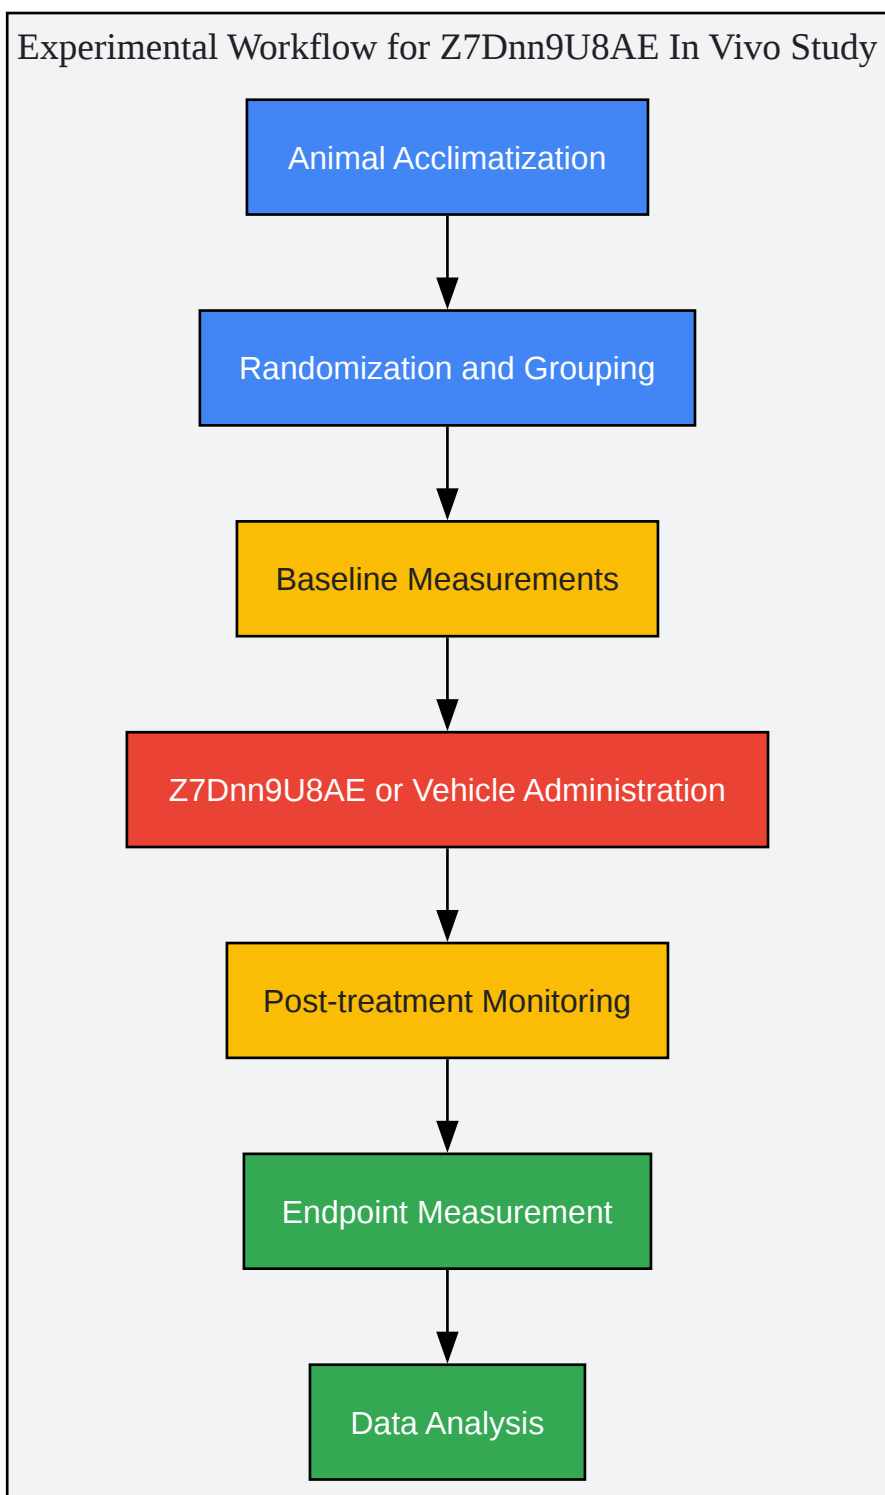 Experimental Workflow for Z7Dnn9U8AE In Vivo Study
Animal Acclimatization
Randomization and Grouping
Baseline Measurements
Z7Dnn9U8AE or Vehicle Administration
Post-treatment Monitoring
Endpoint Measurement
Data Analysis